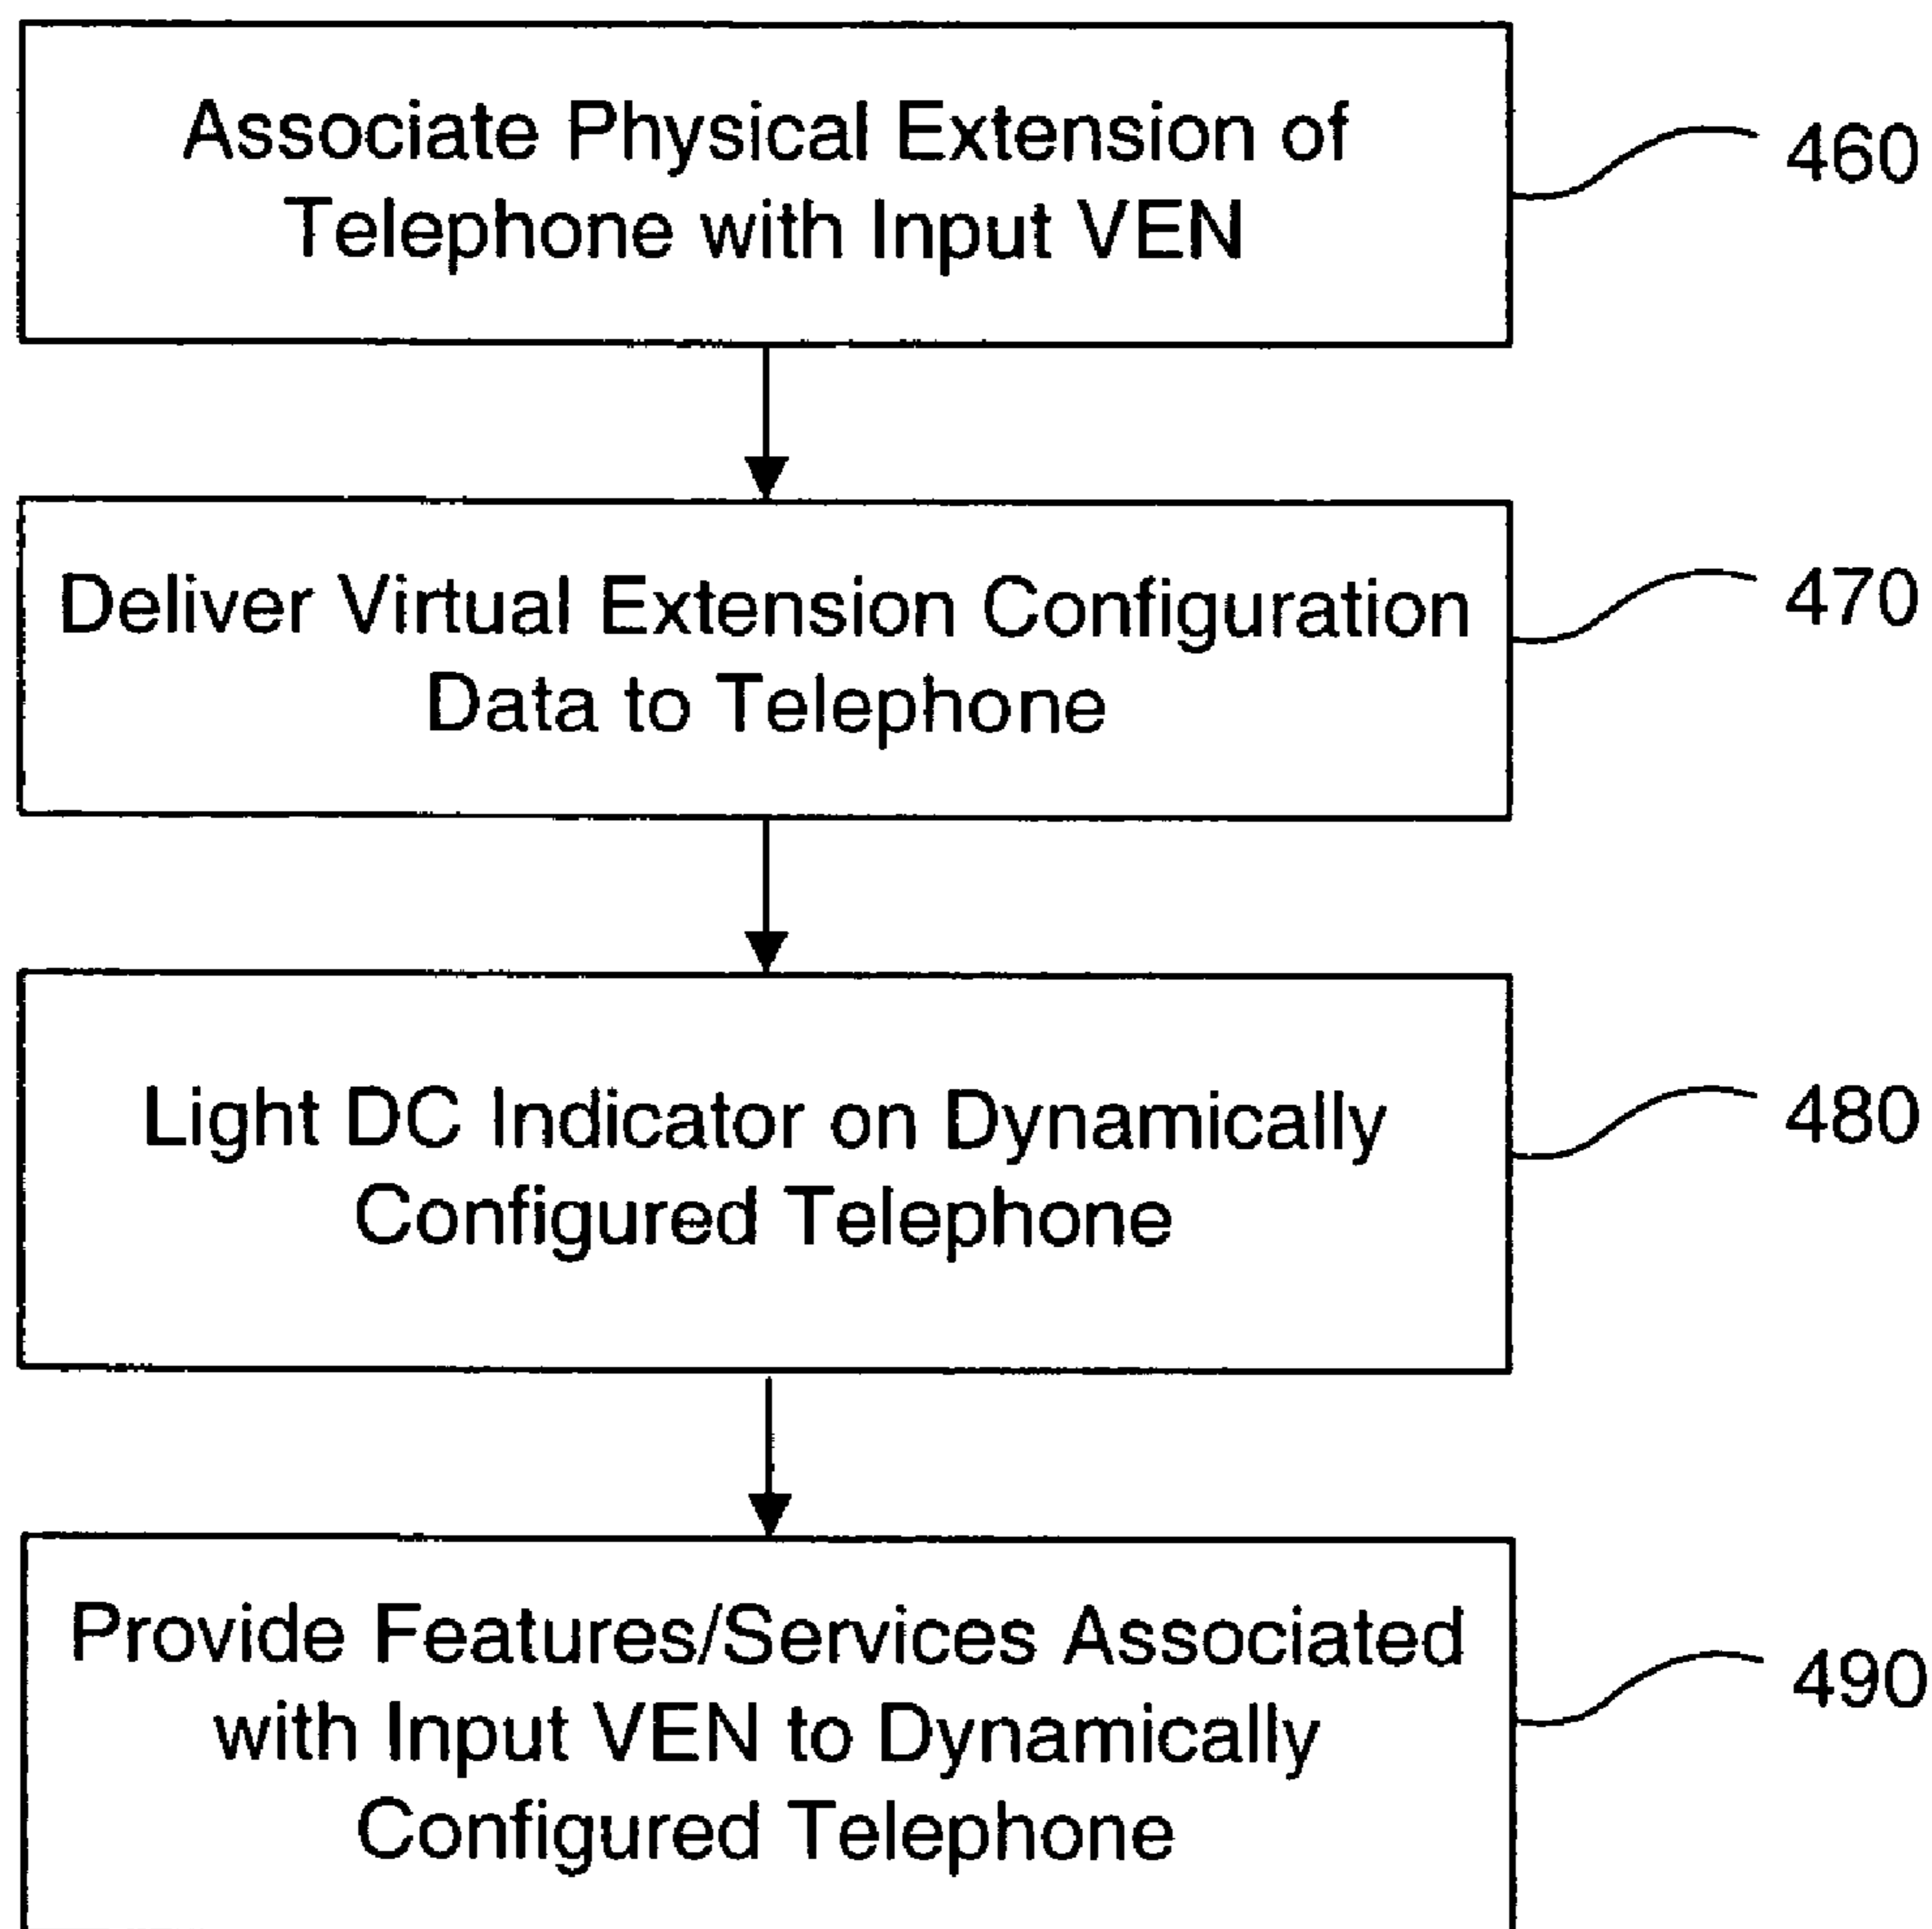 Associate Physical Extension of
Telephone with Input VEN
460
Deliver Virtual Extension Configuration
Data to Telephone
470
Light DC Indicator on Dynamically
Configured Telephone
480
Provide Features/Services Associated
with Input VEN to Dynamically
Configured Telephone
490